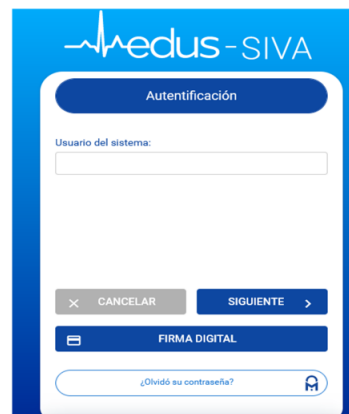 edus-SIVA
Autentificación
Usuario del sistema:
CANCELAR
SIGUIENTE
FIRMA DIGITAL
¿Olvidó su contraseña?